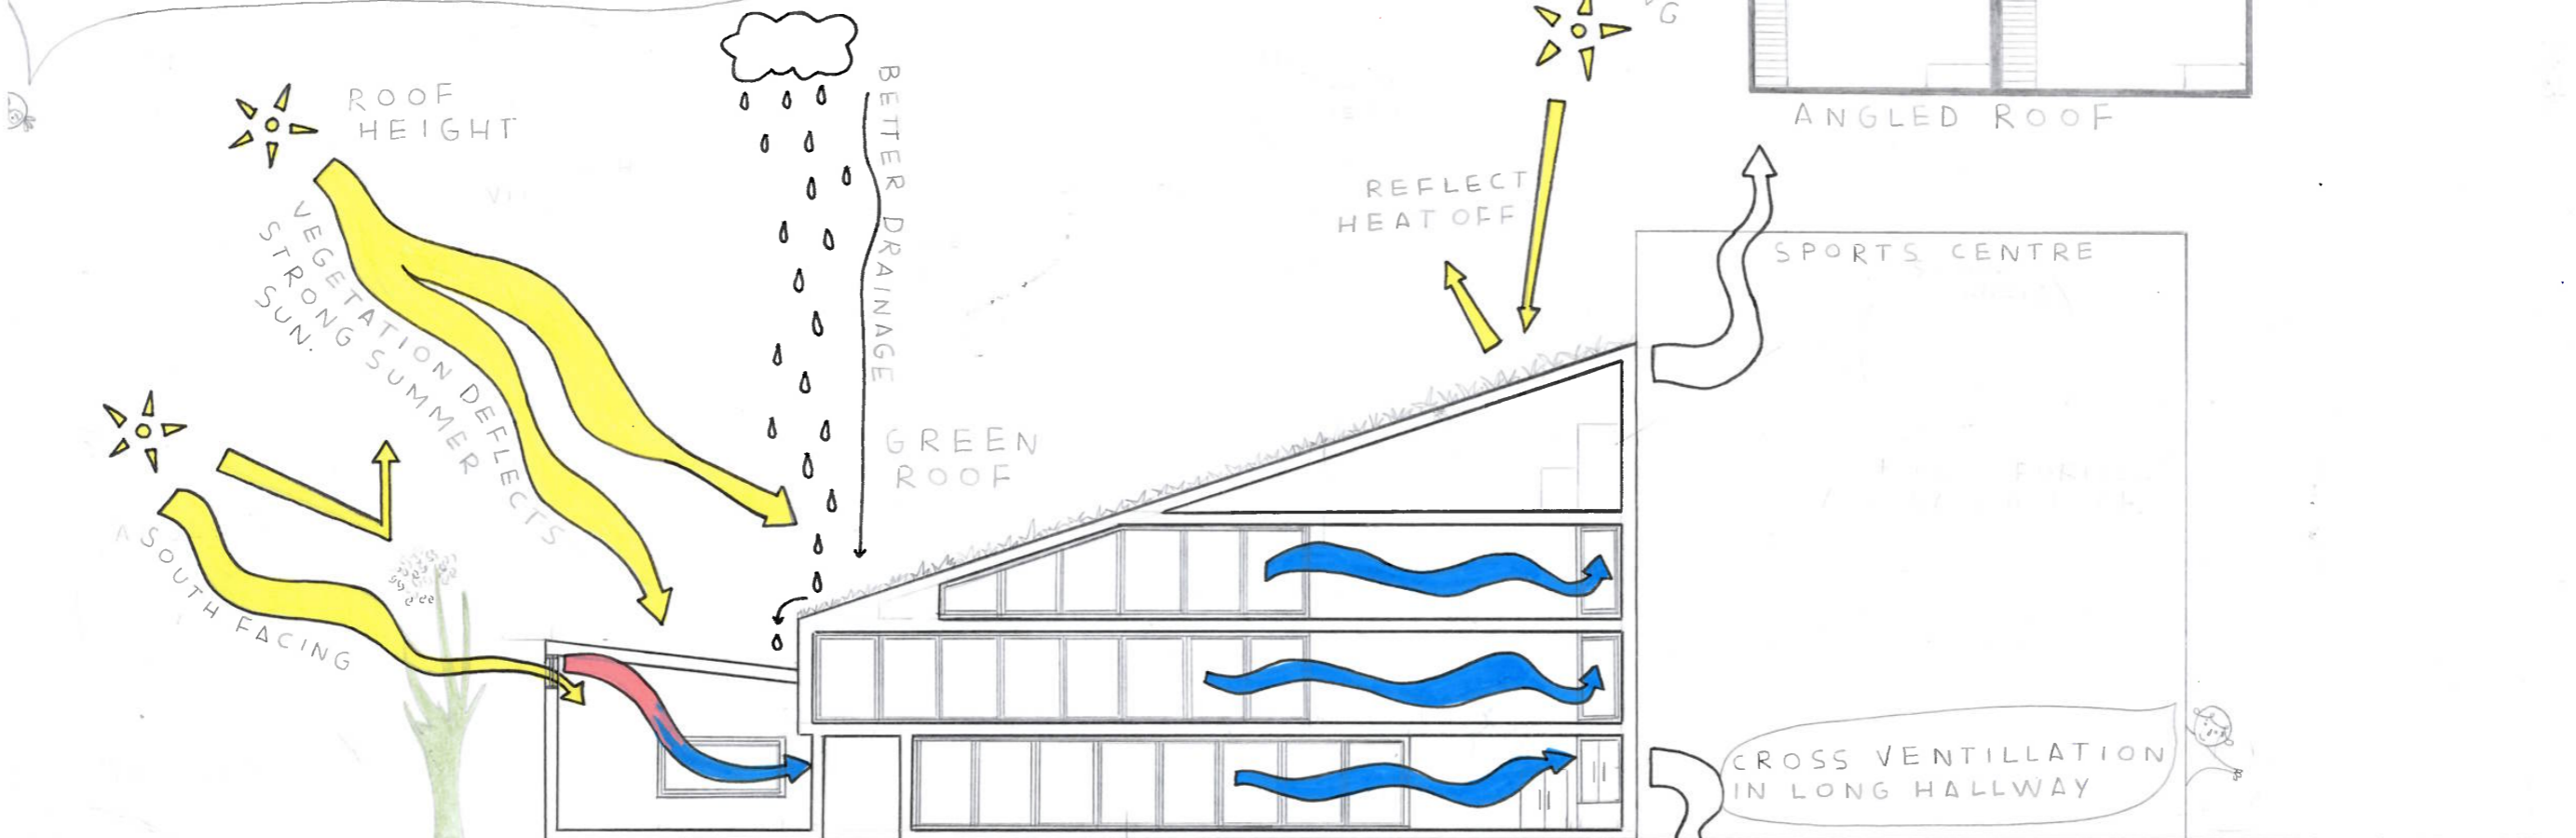 ROOF
HEIGHT
BETTER DRAINAGE
ANGLED ROOF
REFLECT
HEAT OFF
SPORTS CENTRE
VEGETATION DEFLECTS
STRONG SUMMER
SUN.
GREEN
ROOF
SOUTH FACING
CROSS VENTILLATION
IN LONG HALLWAY